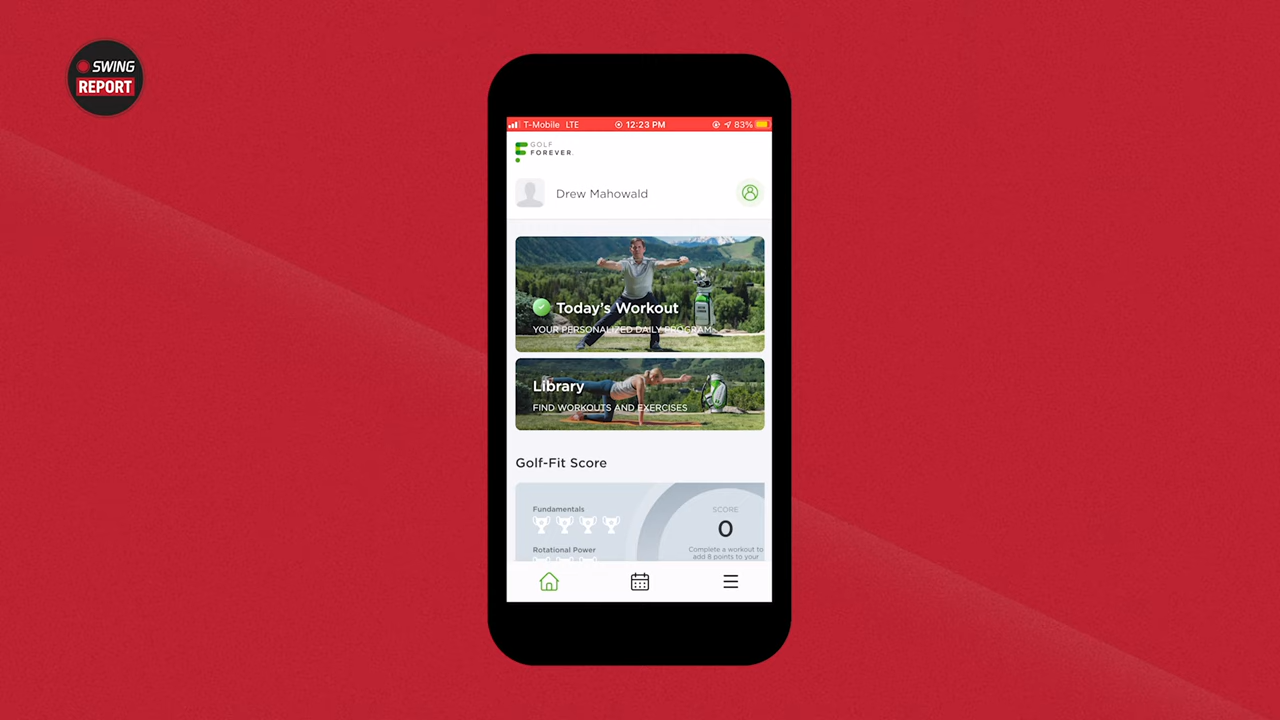 SWING
REPORT
T-Mobile LTE 12:23 PM 83%
GOLF
FOREVER.
Drew Mahowald
Today's Workout
YOUR PERSONALIZED DAILY PROGRAM
Library
FIND WORKOUTS AND EXERCISES
Golf-Fit Score
Fundamentals
SCORE
0
Rotational Power
Complete a workout to
add 8 points to your